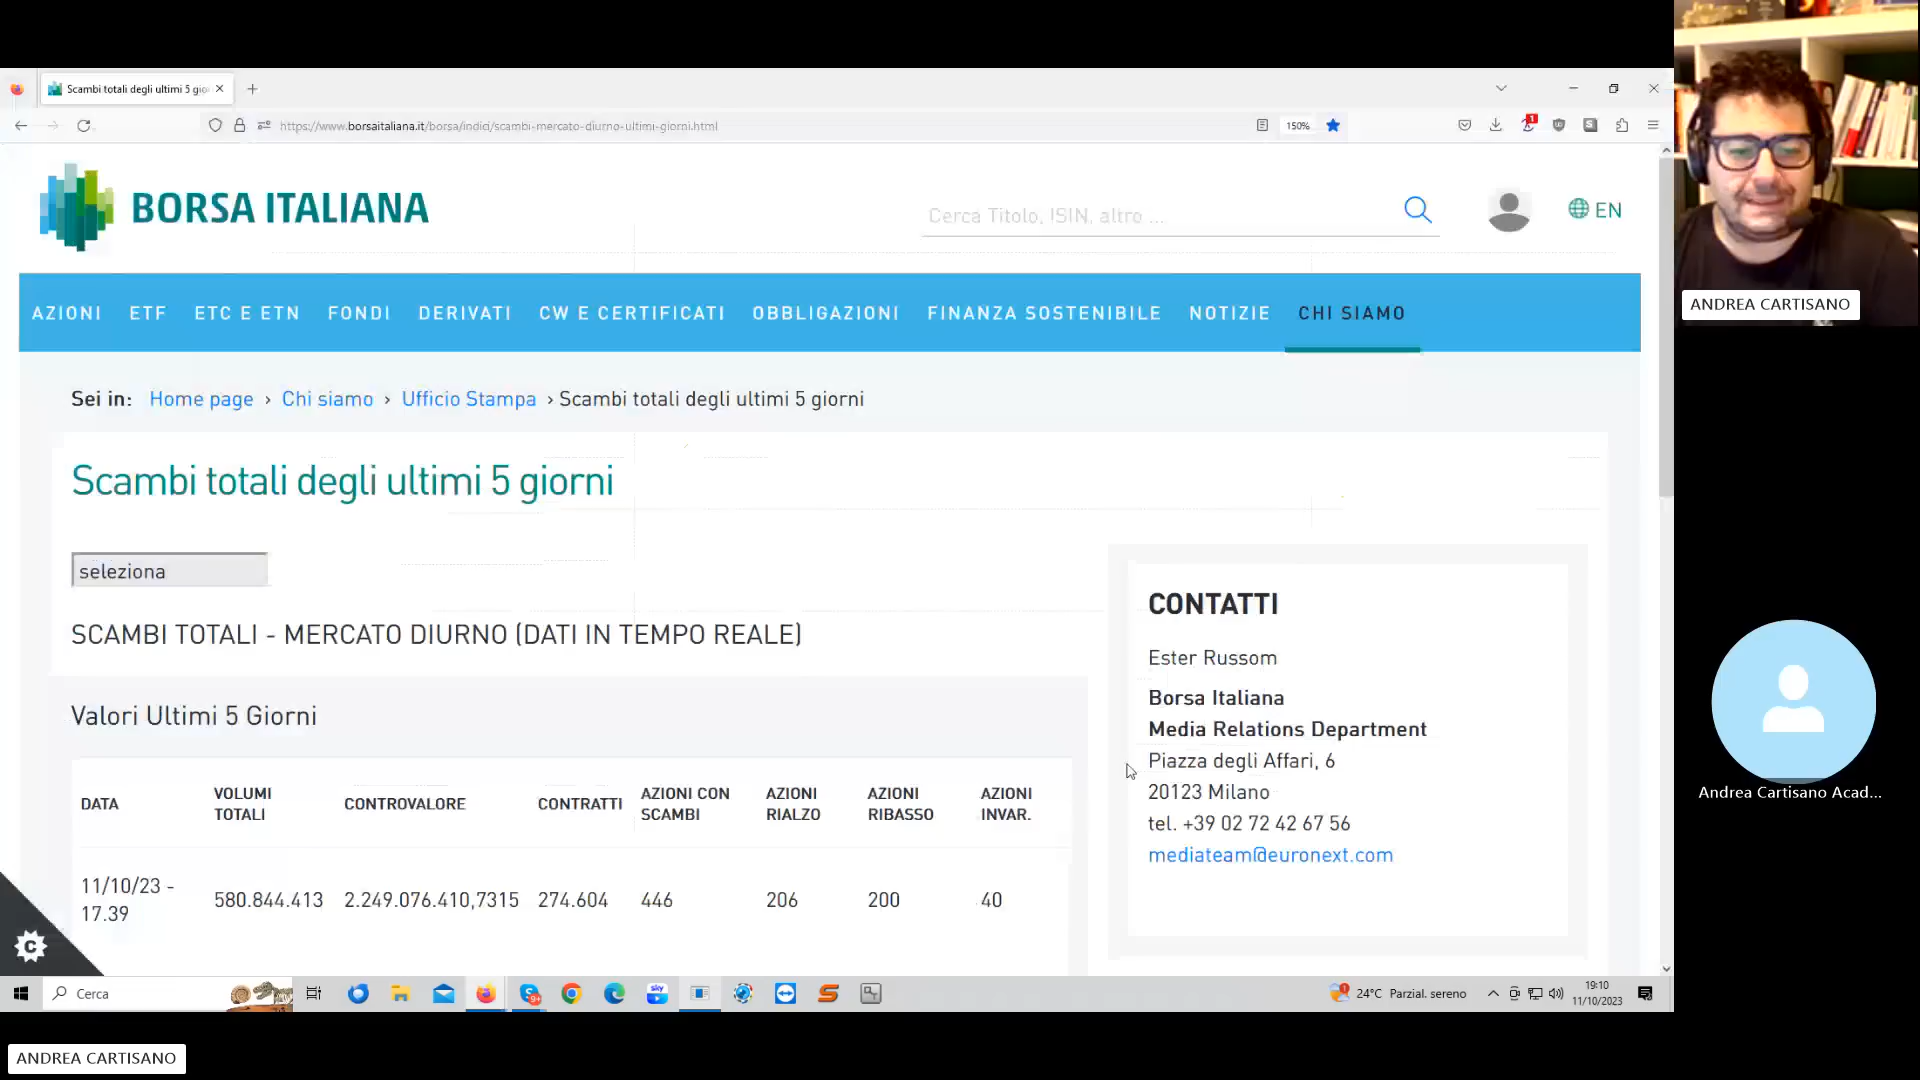 Scambi totali degli ultimi 5 gio
https://www.borsaitaliana.it/borsa/indici/scambi-mercato-diurno-ultimi-giorni.html
150%
1
BORSA ITALIANA
Cerca Titolo, ISIN, altro ...
EN
AZIONI ETF ETC E ETN FONDI DERIVATI CW E CERTIFICATI OBBLIGAZIONI FINANZA SOSTENIBILE NOTIZIE CHI SIAMO
Sei in: Home page › Chi siamo › Ufficio Stampa › Scambi totali degli ultimi 5 giorni
Scambi totali degli ultimi 5 giorni
seleziona
SCAMBI TOTALI - MERCATO DIURNO (DATI IN TEMPO REALE)
Valori Ultimi 5 Giorni
DATA VOLUMI TOTALI CONTROVALORE CONTRATTI AZIONI CON SCAMBI AZIONI RIALZO AZIONI RIBASSO AZIONI INVAR.
11/10/23 - 17.39 580.844.413 2.249.076.410,7315 274.604 446 206 200 40
CONTATTI
Ester Russom
Borsa Italiana
Media Relations Department
Piazza degli Affari, 6
20123 Milano
tel. +39 02 72 42 67 56
mediateam@euronext.com
Cerca
24°C Parzial. sereno
19:10
11/10/2023
ANDREA CARTISANO
Andrea Cartisano Acad...
ANDREA CARTISANO